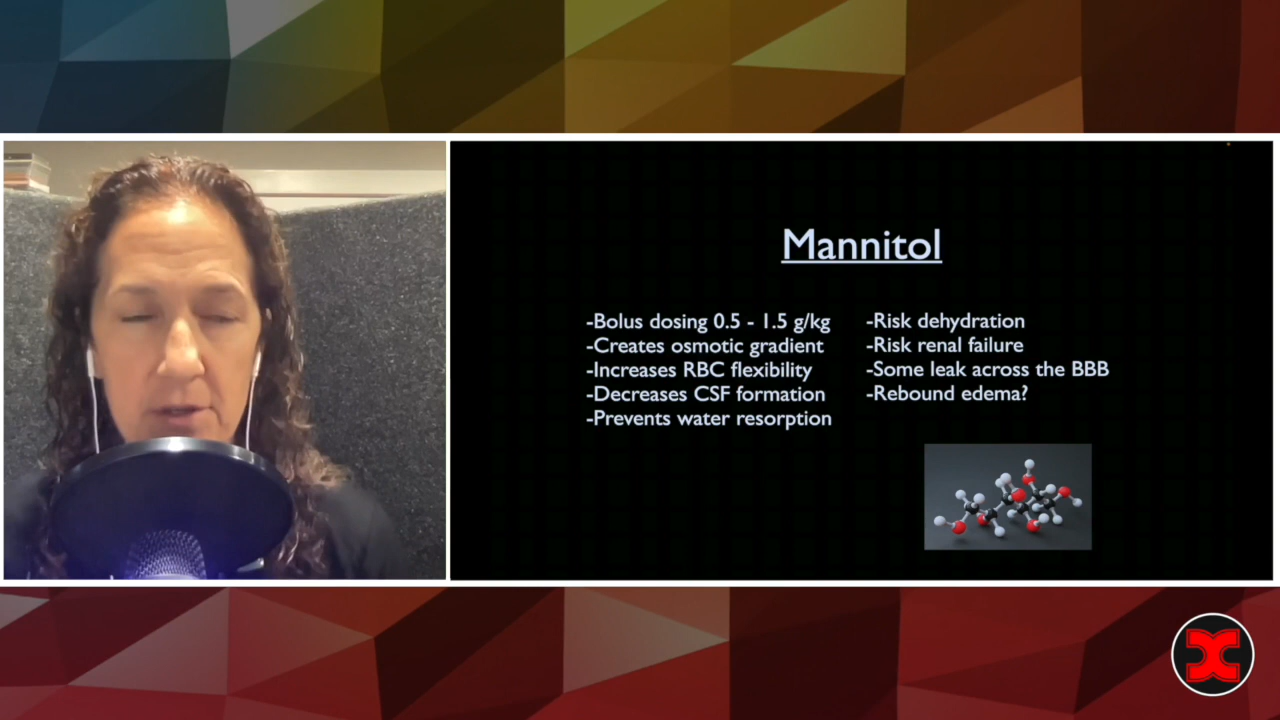 Mannitol
-Bolus dosing 0.5 - 1.5 g/kg
-Creates osmotic gradient
-Increases RBC flexibility
-Decreases CSF formation
-Prevents water resorption
-Risk dehydration
-Risk renal failure
-Some leak across the BBB
-Rebound edema?